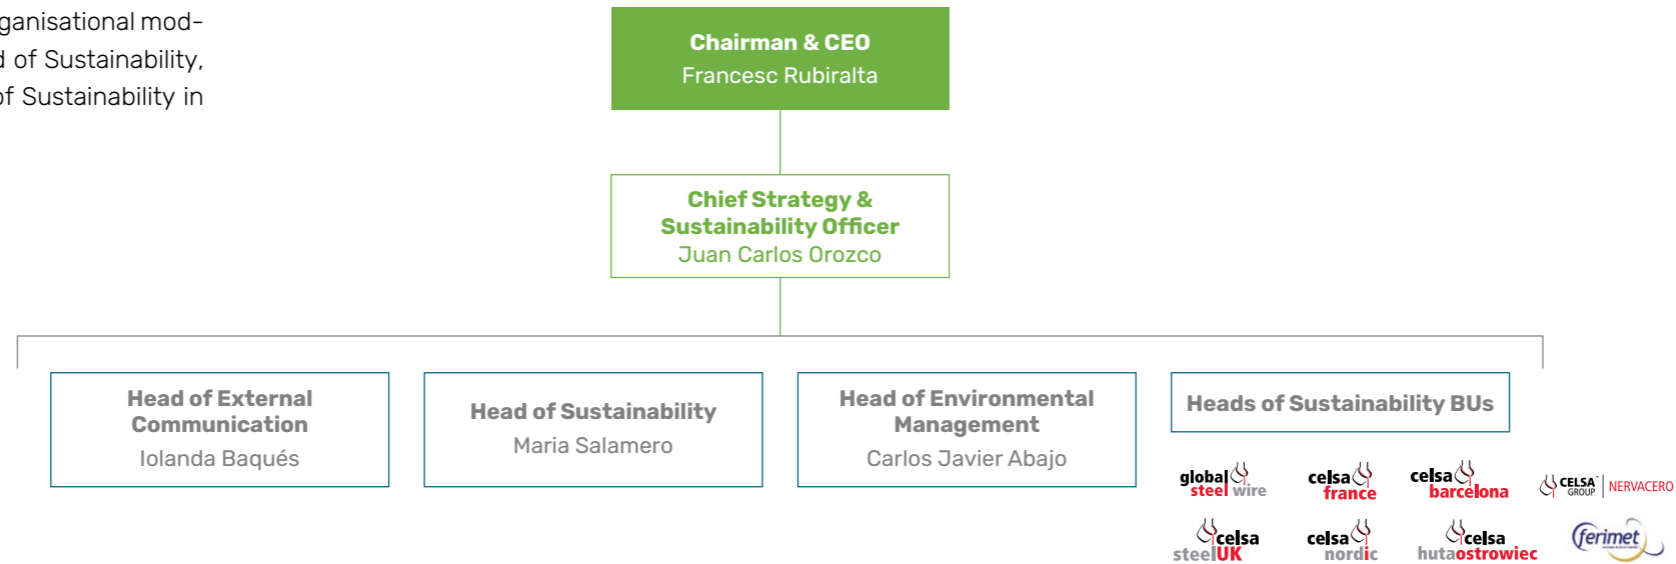 ganisational mod-
d of Sustainability,
of Sustainability in
Chairman & CEO
Francesc Rubiralta
Chief Strategy &
Sustainability Officer
Juan Carlos Orozco
Head of External
Communication
Iolanda Baqués
Head of Sustainability
Maria Salamero
Head of Environmental
Management
Carlos Javier Abajo
Heads of Sustainability BUs
global
steel wire
celsa
france
celsa
barcelona
CELSA
GROUP
NERVACERO
celsa
steelUK
celsa
nordic
celsa
hutaostrowiec
ferimet